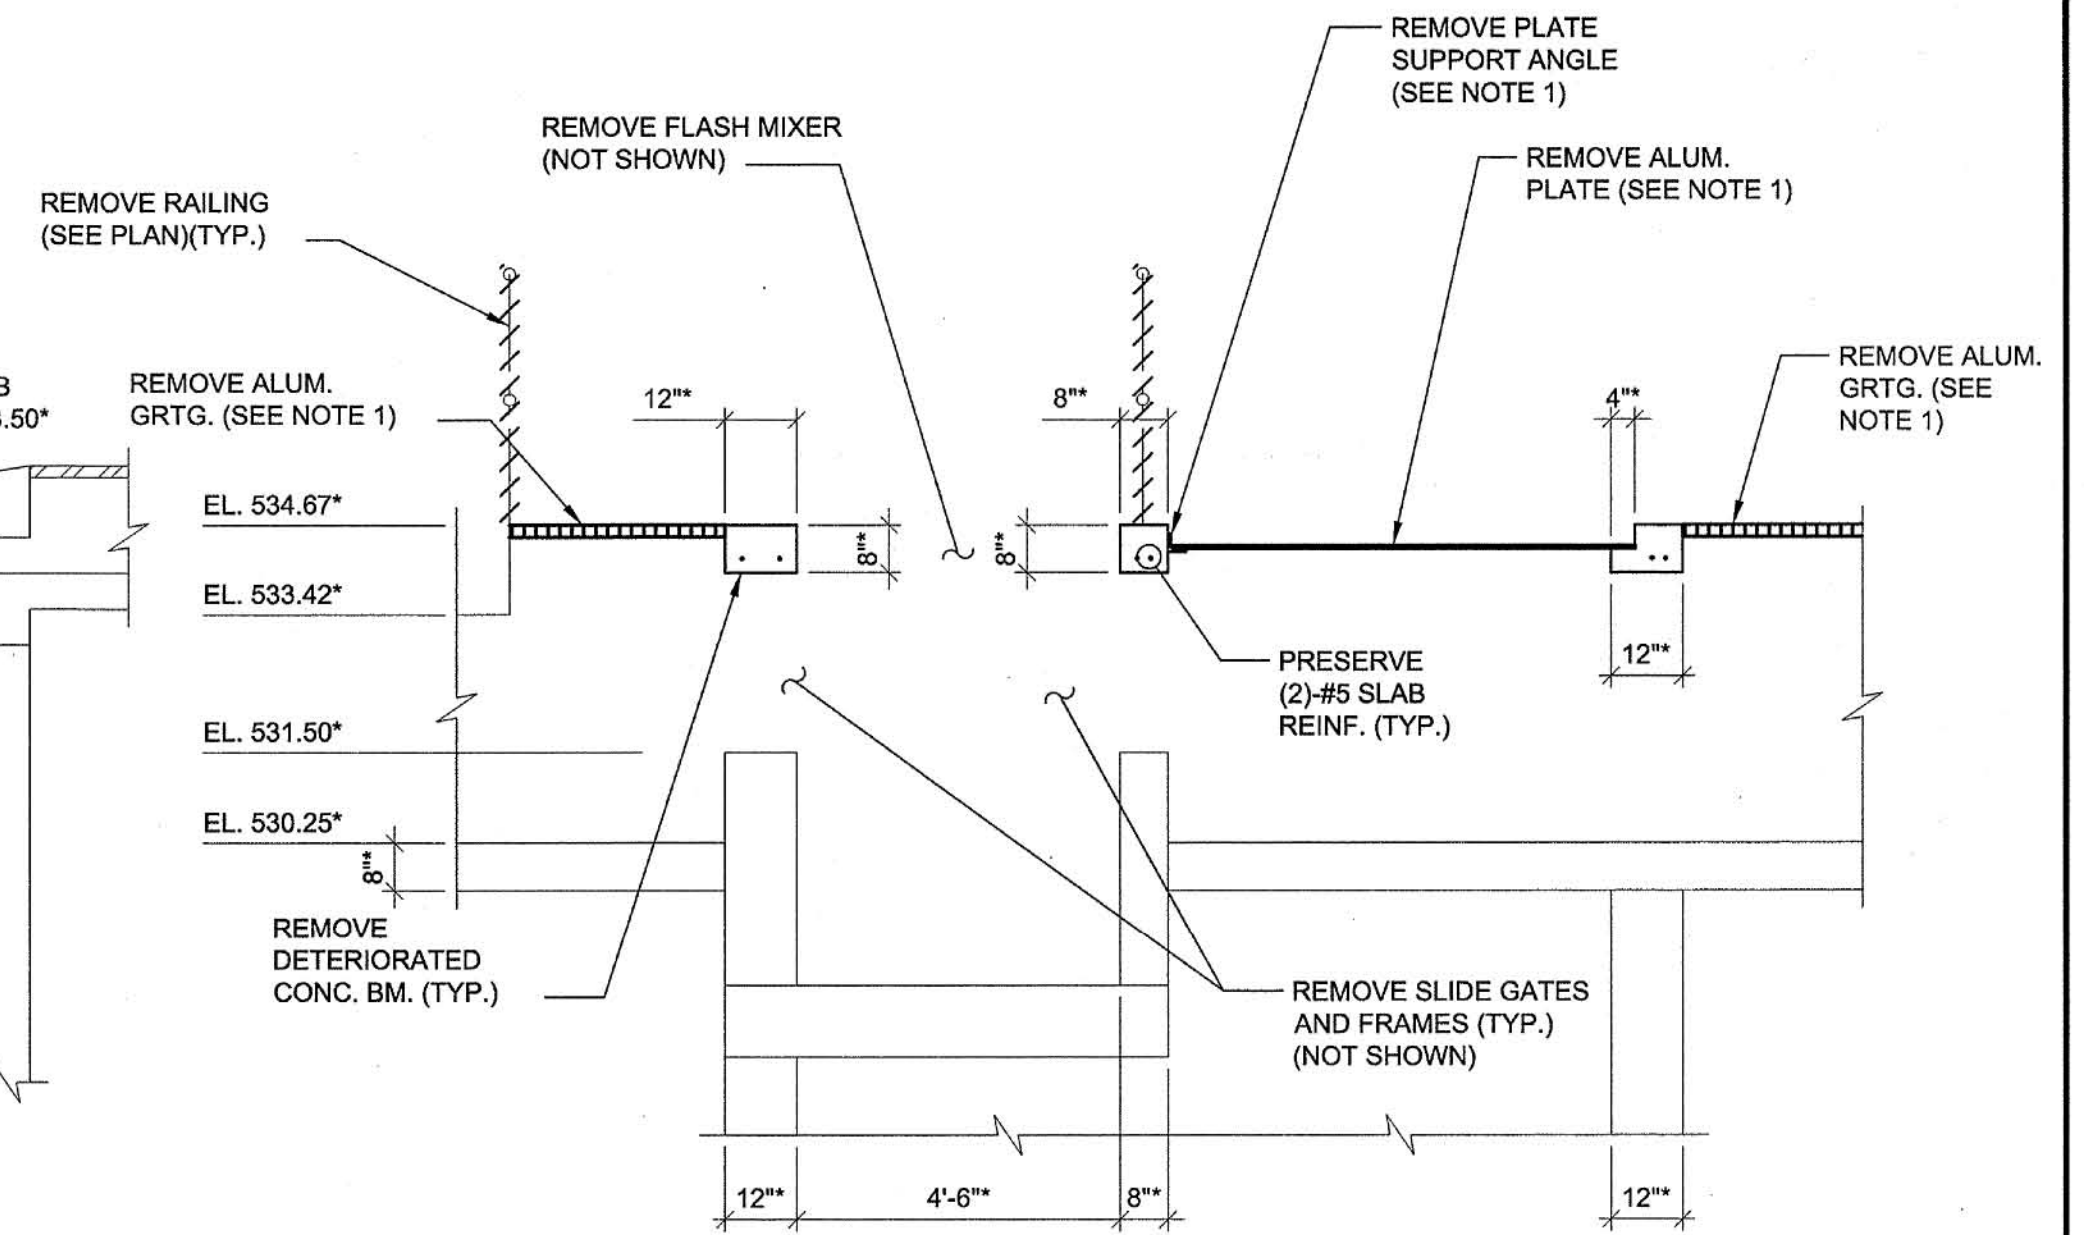 REMOVE PLATE
SUPPORT ANGLE
(SEE NOTE 1)
REMOVE FLASH MIXER
(NOT SHOWN)
REMOVE ALUM.
PLATE (SEE NOTE 1)
REMOVE RAILING
(SEE PLAN)(TYP.)
REMOVE ALUM.
GRTG. (SEE
NOTE 1)
B
.50*
REMOVE ALUM.
GRTG. (SEE NOTE 1)
12"*
8"*
4"*
EL. 534.67*
8"*
8"*
EL. 533.42*
PRESERVE
(2)-#5 SLAB
REINF. (TYP.)
12"*
EL. 531.50*
EL. 530.25*
8"*
REMOVE
DETERIORATED
CONC. BM. (TYP.)
REMOVE SLIDE GATES
AND FRAMES (TYP.)
(NOT SHOWN)
12"*
4'-6"*
8"*
12"*